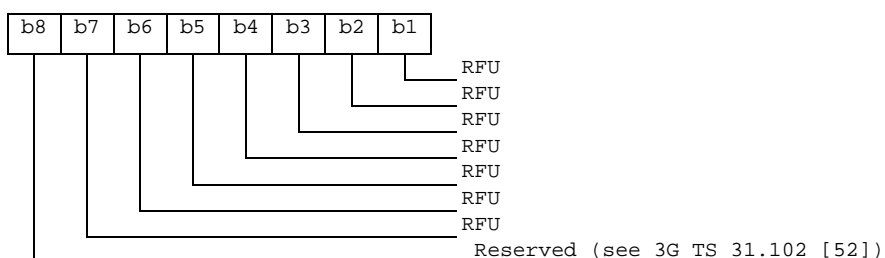 b8 b7 b6 b5 b4 b3 b2 b1
RFU
RFU
RFU
RFU
RFU
RFU
RFU
Reserved (see 3G TS 31.102 [52])